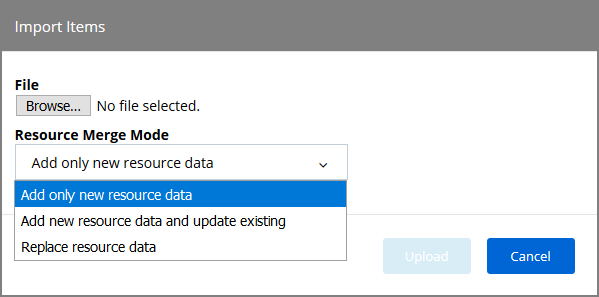 Import Items
File
Browse... No file selected.
Resource Merge Mode
Add only new resource data
Add only new resource data
Add new resource data and update existing
Replace resource data
Upload Cancel